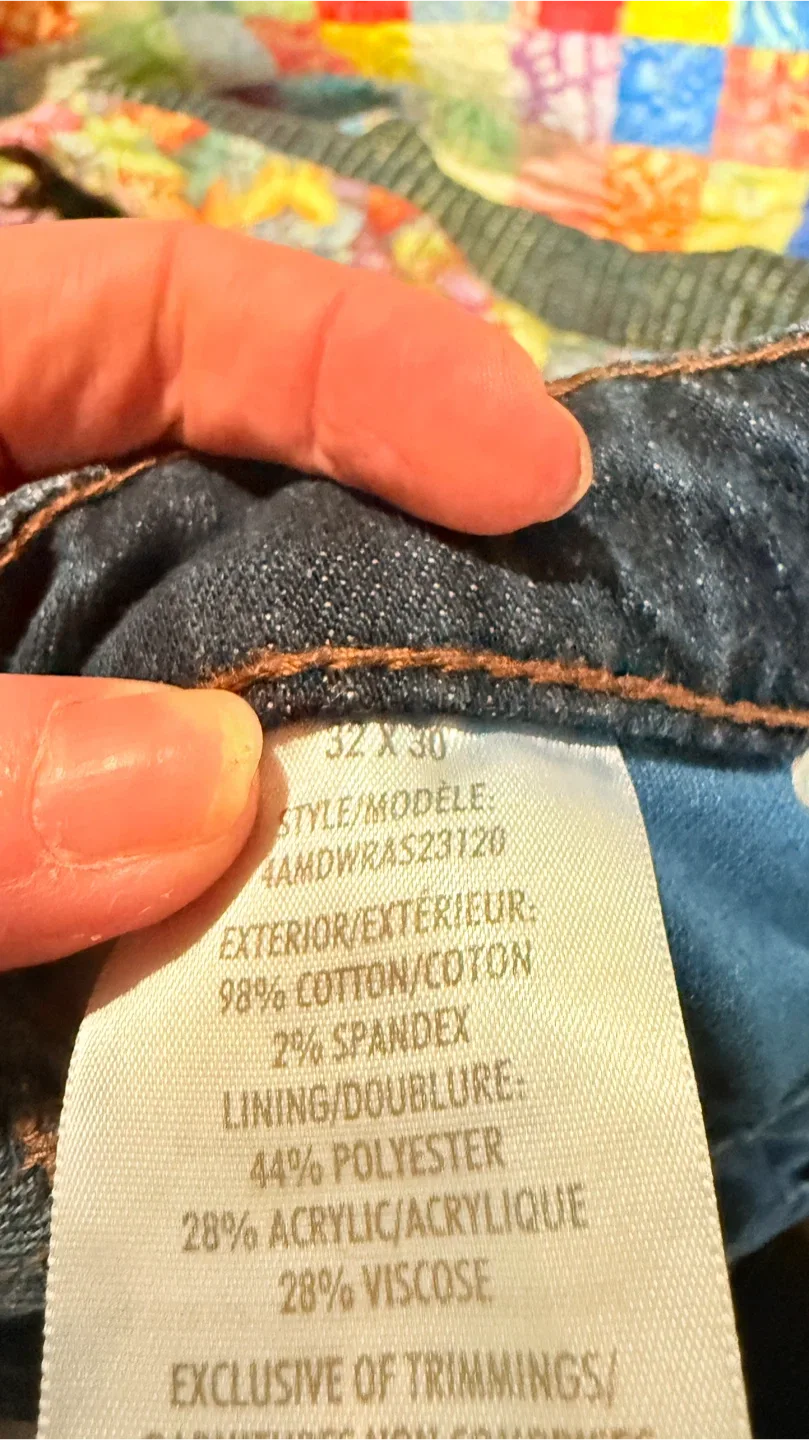 32 X 30
STYLE/MODÈLE:
4AMDWRAS23120
EXTERIOR/EXTÉRIEUR:
98% COTTON/COTON
2% SPANDEX
LINING/DOUBLURE:
44% POLYESTER
28% ACRYLIC/ACRYLIQUE
28% VISCOSE
EXCLUSIVE OF TRIMMINGS/